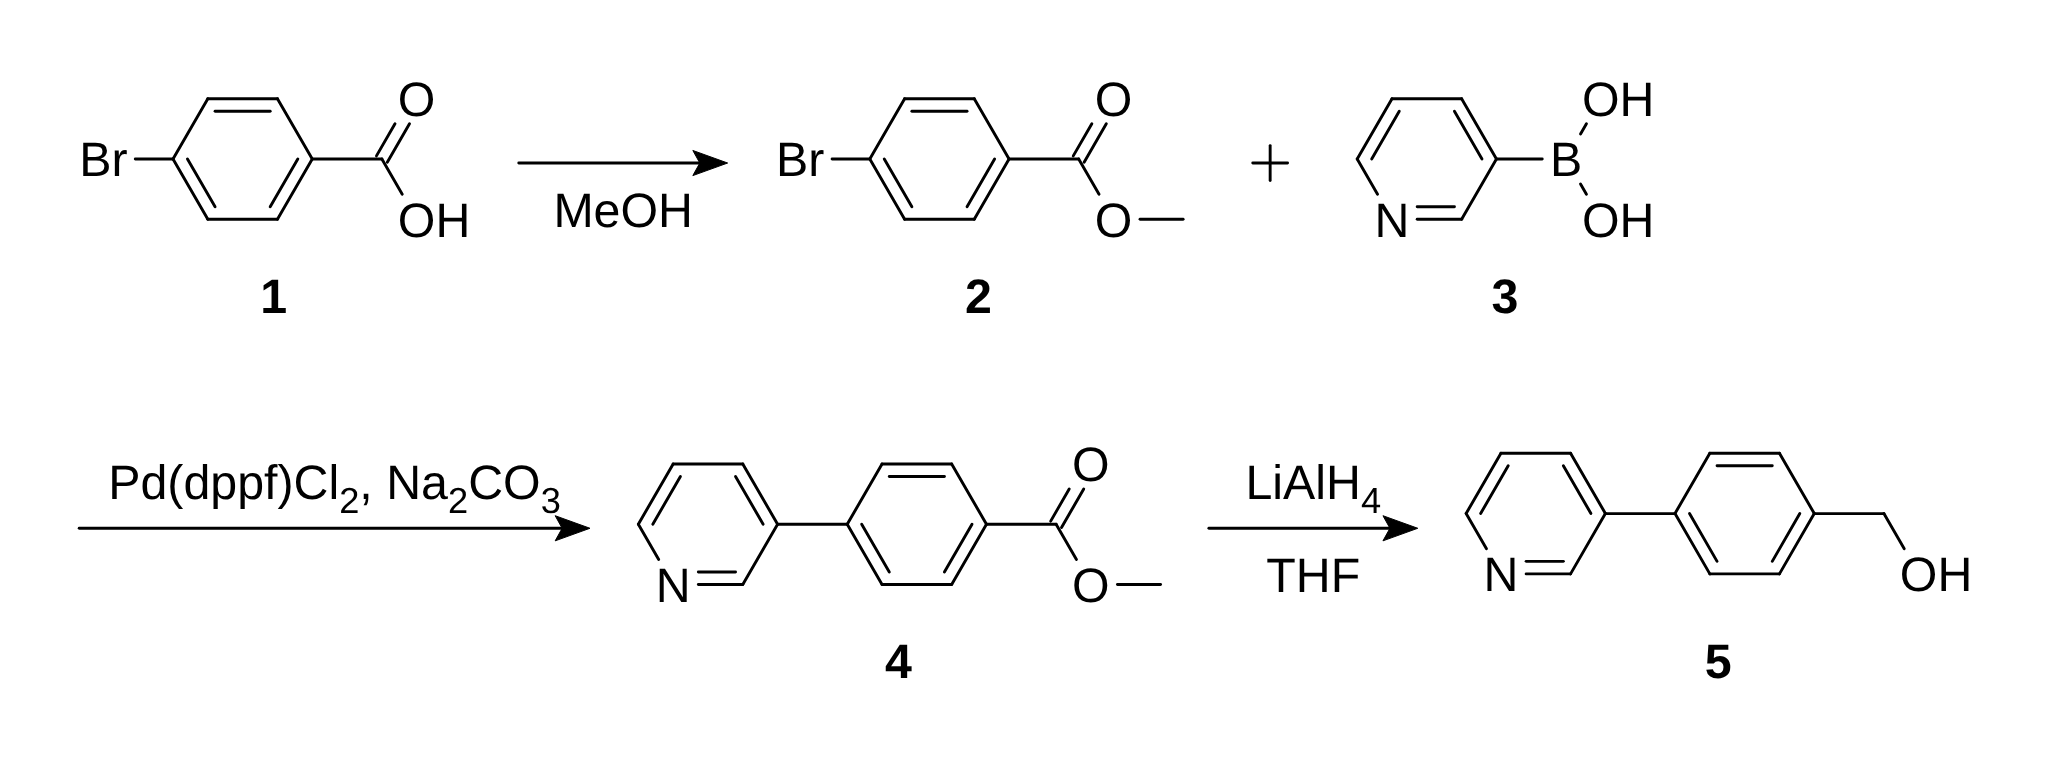 Br O OH
MeOH
Br O O
+
N B OH OH
1
2
3
Pd(dppf)Cl₂, Na₂CO₃
N O O
LiAlH₄
THF
N OH
4
5